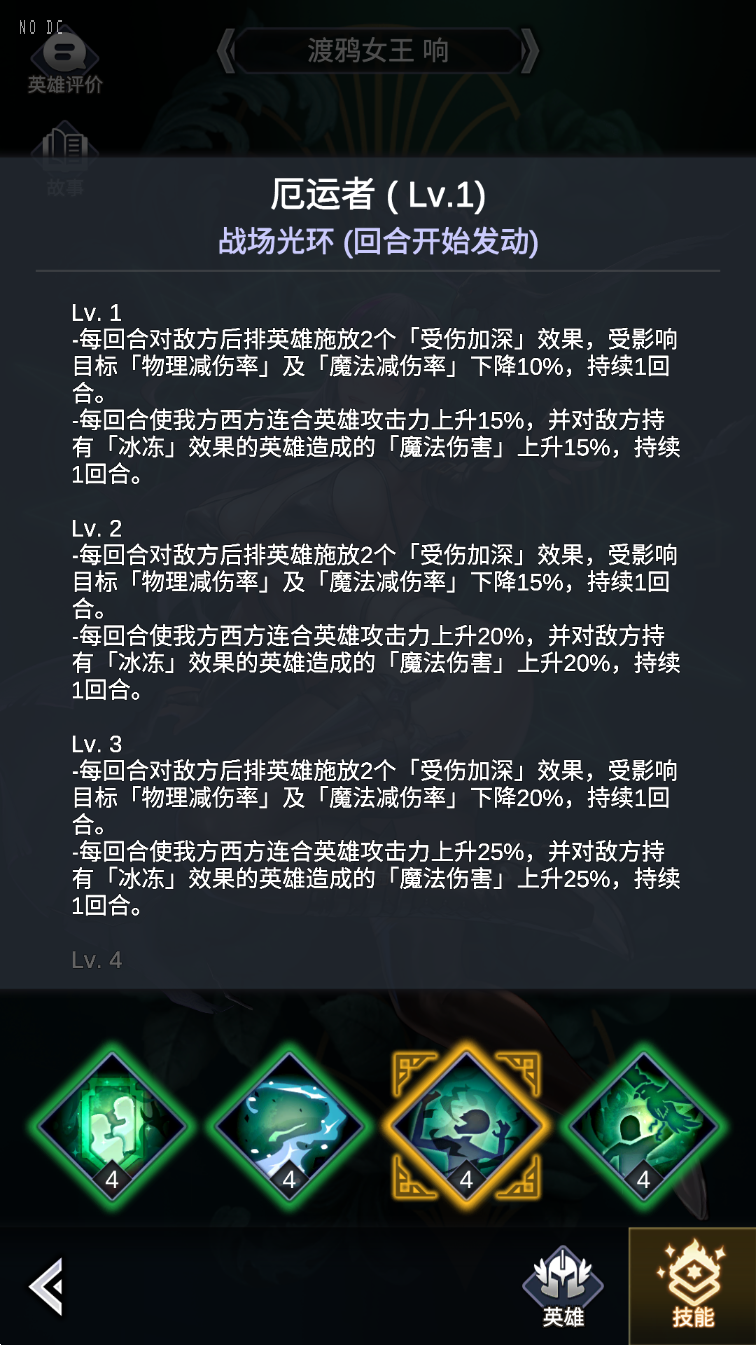 NO DC
渡鸦女王 响
英雄评价
故事
厄运者 ( Lv.1)
战场光环 (回合开始发动)
Lv. 1
-每回合对敌方后排英雄施放2个「受伤加深」效果，受影响
目标「物理减伤率」及「魔法减伤率」下降10%，持续1回
合。
-每回合使我方西方连合英雄攻击力上升15%，并对敌方持
有「冰冻」效果的英雄造成的「魔法伤害」上升15%，持续
1回合。
Lv. 2
-每回合对敌方后排英雄施放2个「受伤加深」效果，受影响
目标「物理减伤率」及「魔法减伤率」下降15%，持续1回
合。
-每回合使我方西方连合英雄攻击力上升20%，并对敌方持
有「冰冻」效果的英雄造成的「魔法伤害」上升20%，持续
1回合。
Lv. 3
-每回合对敌方后排英雄施放2个「受伤加深」效果，受影响
目标「物理减伤率」及「魔法减伤率」下降20%，持续1回
合。
-每回合使我方西方连合英雄攻击力上升25%，并对敌方持
有「冰冻」效果的英雄造成的「魔法伤害」上升25%，持续
1回合。
Lv. 4
4 4 4 4
英雄 技能